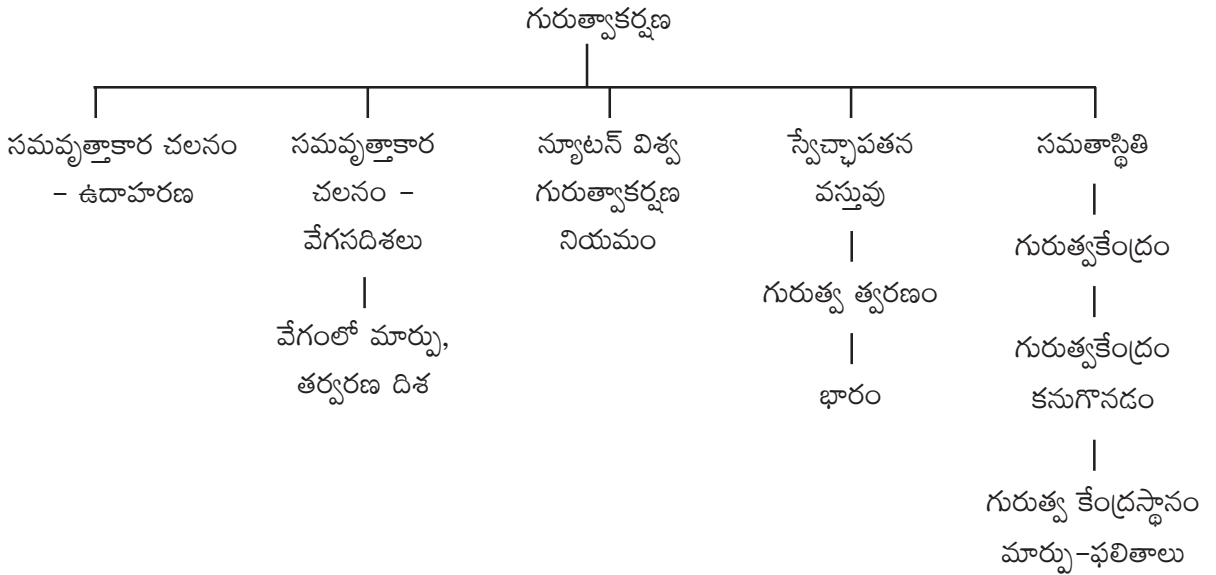 గురుత్వాకర్షణ
సమవృత్తాకార చలనం
– ఉదాహరణ
సమవృత్తాకార
చలనం –
వేగసదిశలు
వేగంలో మార్పు,
తర్వరణ దిశ
న్యూటన్ విశ్వ
గురుత్వాకర్షణ
నియమం
స్వేచ్ఛాపతన
వస్తువు
గురుత్వ త్వరణం
భారం
సమతాస్థితి
గురుత్వకేంద్రం
గురుత్వకేంద్రం
కనుగొనడం
గురుత్వ కేంద్రస్థానం
మార్పు–ఫలితాలు